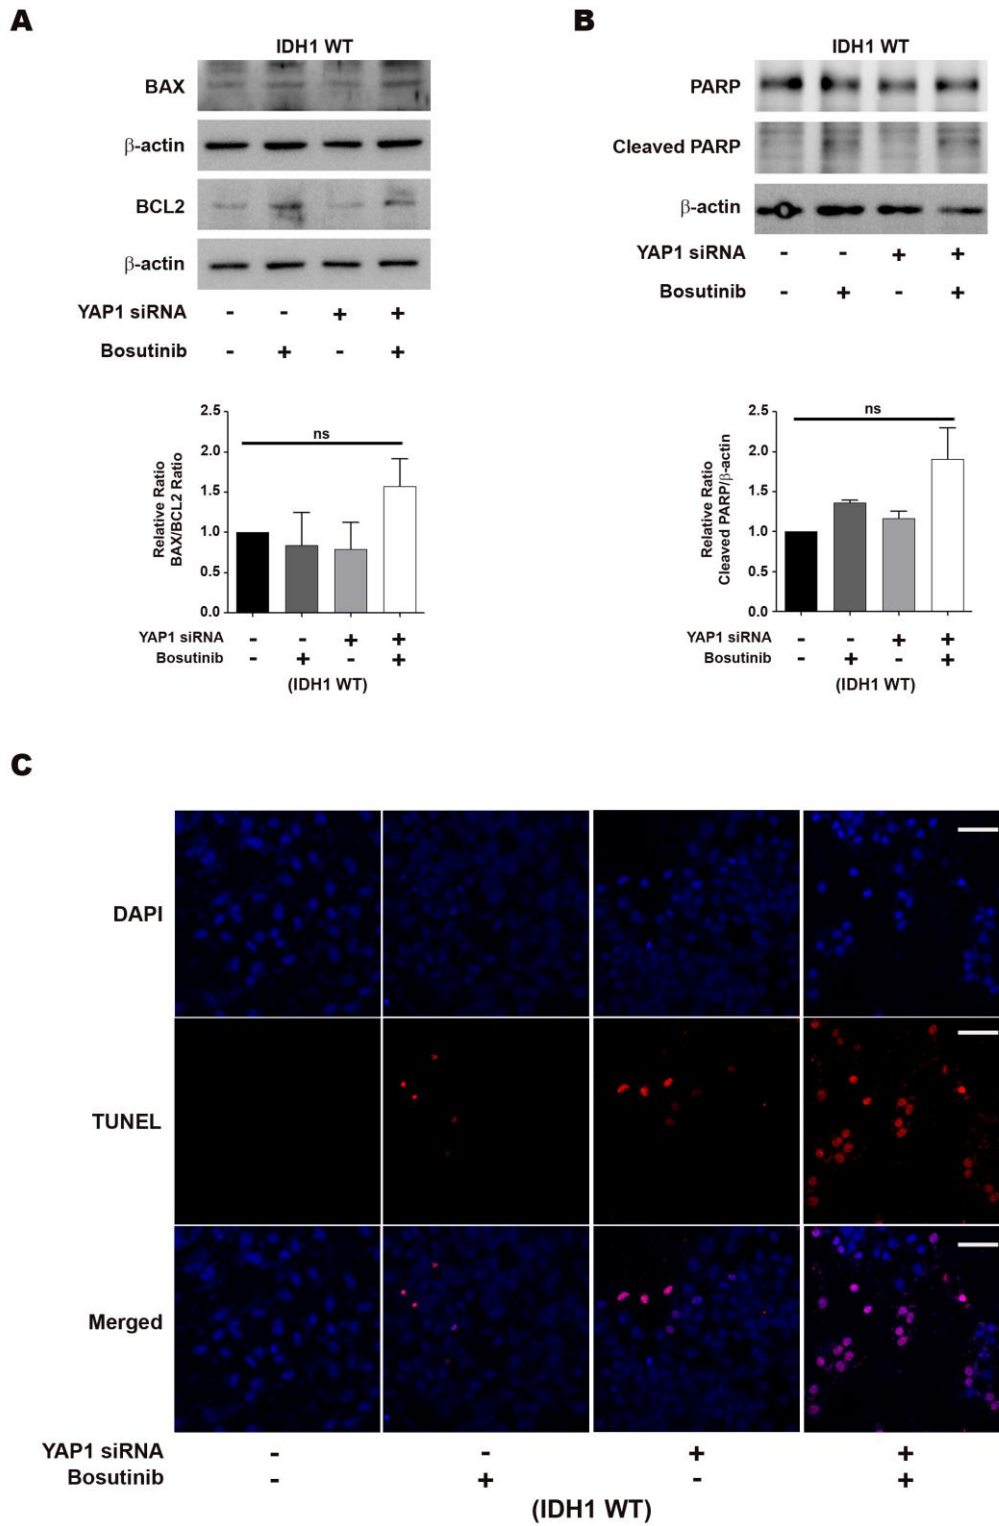 A
IDH1 WT
BAX
β-actin
BCL2
β-actin
YAP1 siRNA - - + +
Bosutinib - + - +
2.5
2.0
1.5
1.0
0.5
0.0
Relative Ratio
BAX/BCL2 Ratio
ns
YAP1 siRNA - - + +
Bosutinib - + - +
(IDH1 WT)
B
IDH1 WT
PARP
Cleaved PARP
β-actin
YAP1 siRNA - - + +
Bosutinib - + - +
2.5
2.0
1.5
1.0
0.5
0.0
Relative Ratio
Cleaved PARP/β-actin
ns
YAP1 siRNA - - + +
Bosutinib - + - +
(IDH1 WT)
C
DAPI
TUNEL
Merged
YAP1 siRNA - - + +
Bosutinib - + - +
(IDH1 WT)